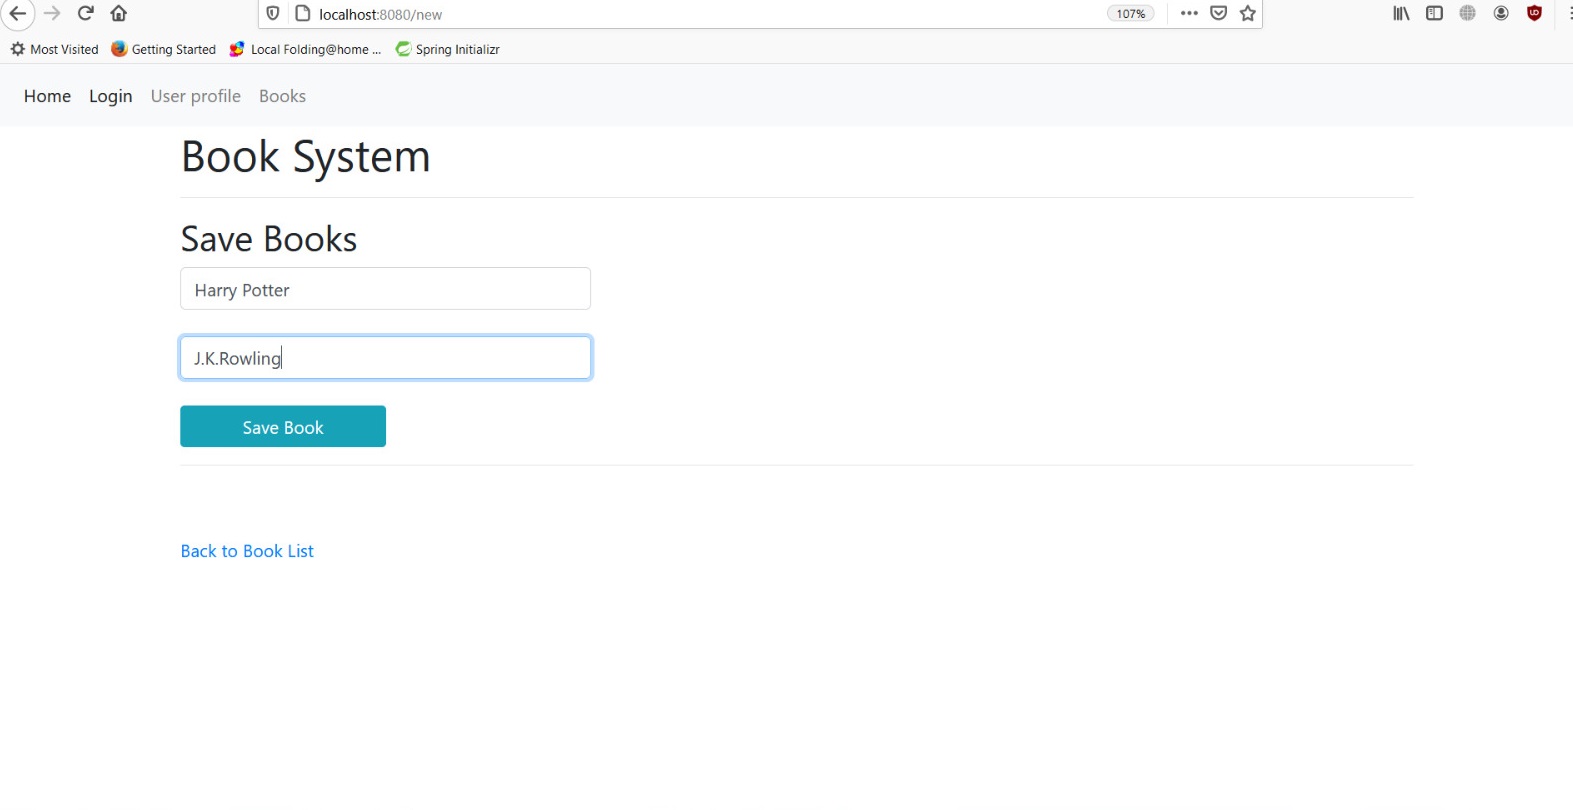 localhost:8080/new 107%
Most Visited Getting Started Local Folding@home ... Spring Initializr
Home Login User profile Books
Book System
Save Books
Harry Potter
J.K.Rowling
Save Book
Back to Book List